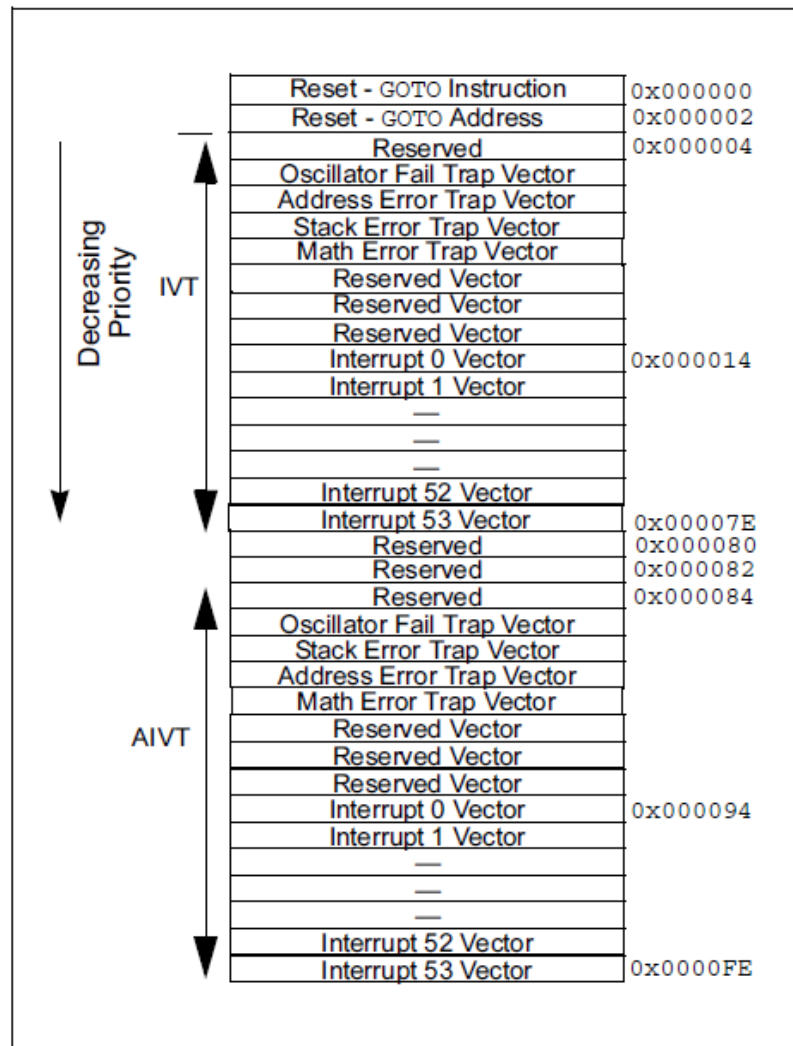 Reset - GOTO Instruction 0x000000
Reset - GOTO Address 0x000002
Reserved 0x000004
Oscillator Fail Trap Vector
Address Error Trap Vector
Stack Error Trap Vector
Math Error Trap Vector
Reserved Vector
Reserved Vector
Reserved Vector
Interrupt 0 Vector 0x000014
Interrupt 1 Vector
—
—
—
Interrupt 52 Vector
Interrupt 53 Vector 0x00007E
Reserved 0x000080
Reserved 0x000082
Reserved 0x000084
Oscillator Fail Trap Vector
Stack Error Trap Vector
Address Error Trap Vector
Math Error Trap Vector
Reserved Vector
Reserved Vector
Reserved Vector
Interrupt 0 Vector 0x000094
Interrupt 1 Vector
—
—
—
Interrupt 52 Vector
Interrupt 53 Vector 0x0000FE
Decreasing
Priority
IVT
AIVT